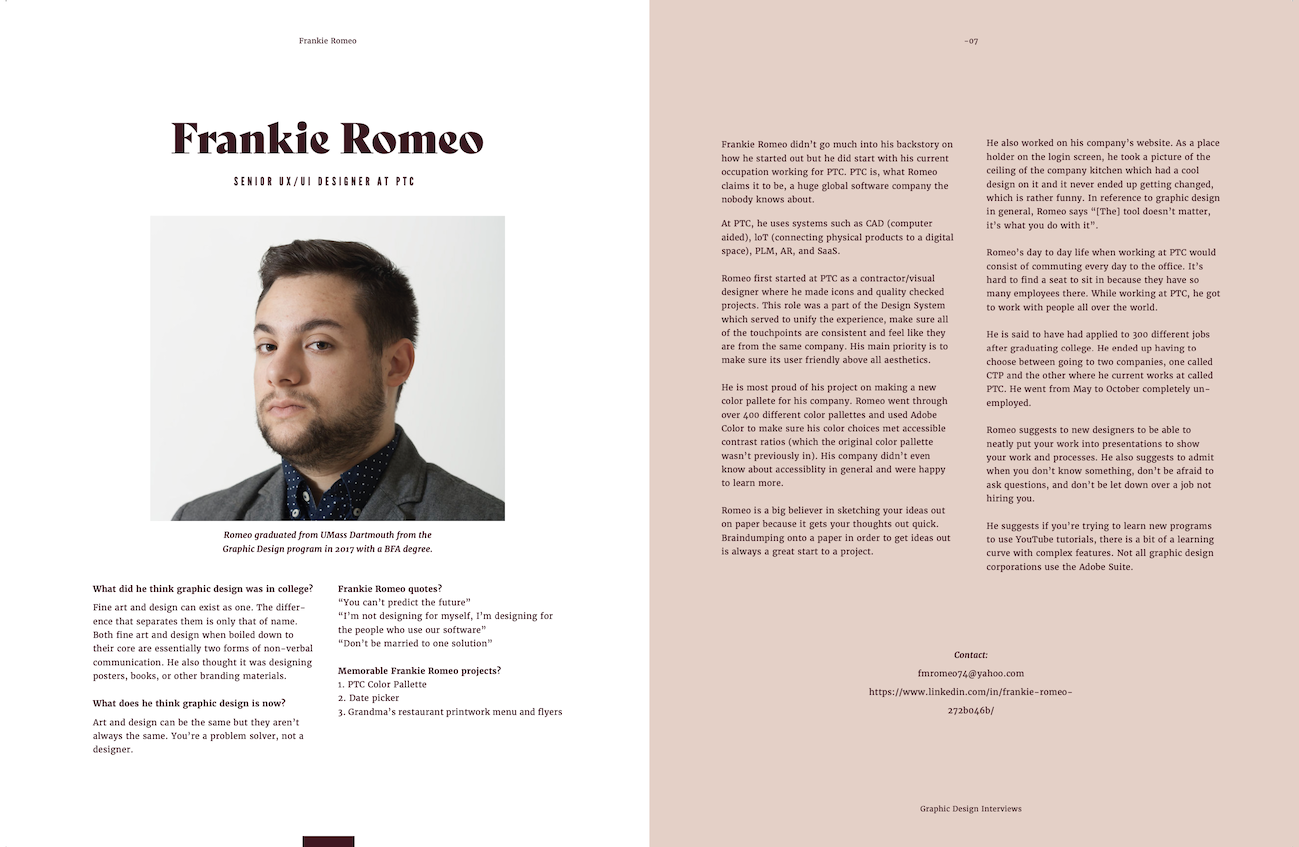 Frankie Romeo
Frankie Romeo
SENIOR UX/UI DESIGNER AT PTC
Romeo graduated from UMass Dartmouth from the
Graphic Design program in 2017 with a BFA degree.
What did he think graphic design was in college?
Fine art and design can exist as one. The differ-
ence that separates them is only that of name.
Both fine art and design when boiled down to
their core are essentially two forms of non-verbal
communication. He also thought it was designing
posters, books, or other branding materials.
What does he think graphic design is now?
Art and design can be the same but they aren't
always the same. You're a problem solver, not a
designer.
Frankie Romeo quotes?
“You can't predict the future”
“I'm not designing for myself, I'm designing for
the people who use our software”
“Don't be married to one solution”
Memorable Frankie Romeo projects?
1. PTC Color Pallette
2. Date picker
3. Grandma's restaurant printwork menu and flyers
-07
Frankie Romeo didn't go much into his backstory on
how he started out but he did start with his current
occupation working for PTC. PTC is, what Romeo
claims it to be, a huge global software company the
nobody knows about.
At PTC, he uses systems such as CAD (computer
aided), loT (connecting physical products to a digital
space), PLM, AR, and SaaS.
Romeo first started at PTC as a contractor/visual
designer where he made icons and quality checked
projects. This role was a part of the Design System
which served to unify the experience, make sure all
of the touchpoints are consistent and feel like they
are from the same company. His main priority is to
make sure its user friendly above all aesthetics.
He is most proud of his project on making a new
color pallete for his company. Romeo went through
over 400 different color pallettes and used Adobe
Color to make sure his color choices met accessible
contrast ratios (which the original color pallette
wasn't previously in). His company didn't even
know about accessiblity in general and were happy
to learn more.
Romeo is a big believer in sketching your ideas out
on paper because it gets your thoughts out quick.
Braindumping onto a paper in order to get ideas out
is always a great start to a project.
He also worked on his company's website. As a place
holder on the login screen, he took a picture of the
ceiling of the company kitchen which had a cool
design on it and it never ended up getting changed,
which is rather funny. In reference to graphic design
in general, Romeo says “[The] tool doesn't matter,
it's what you do with it”.
Romeo's day to day life when working at PTC would
consist of commuting every day to the office. It's
hard to find a seat to sit in because they have so
many employees there. While working at PTC, he got
to work with people all over the world.
He is said to have had applied to 300 different jobs
after graduating college. He ended up having to
choose between going to two companies, one called
CTP and the other where he current works at called
PTC. He went from May to October completely un-
employed.
Romeo suggests to new designers to be able to
neatly put your work into presentations to show
your work and processes. He also suggests to admit
when you don't know something, don't be afraid to
ask questions, and don't be let down over a job not
hiring you.
He suggests if you're trying to learn new programs
to use YouTube tutorials, there is a bit of a learning
curve with complex features. Not all graphic design
corporations use the Adobe Suite.
Contact:
fmromeo74@yahoo.com
https://www.linkedin.com/in/frankie-romeo-
272b046b/
Graphic Design Interviews